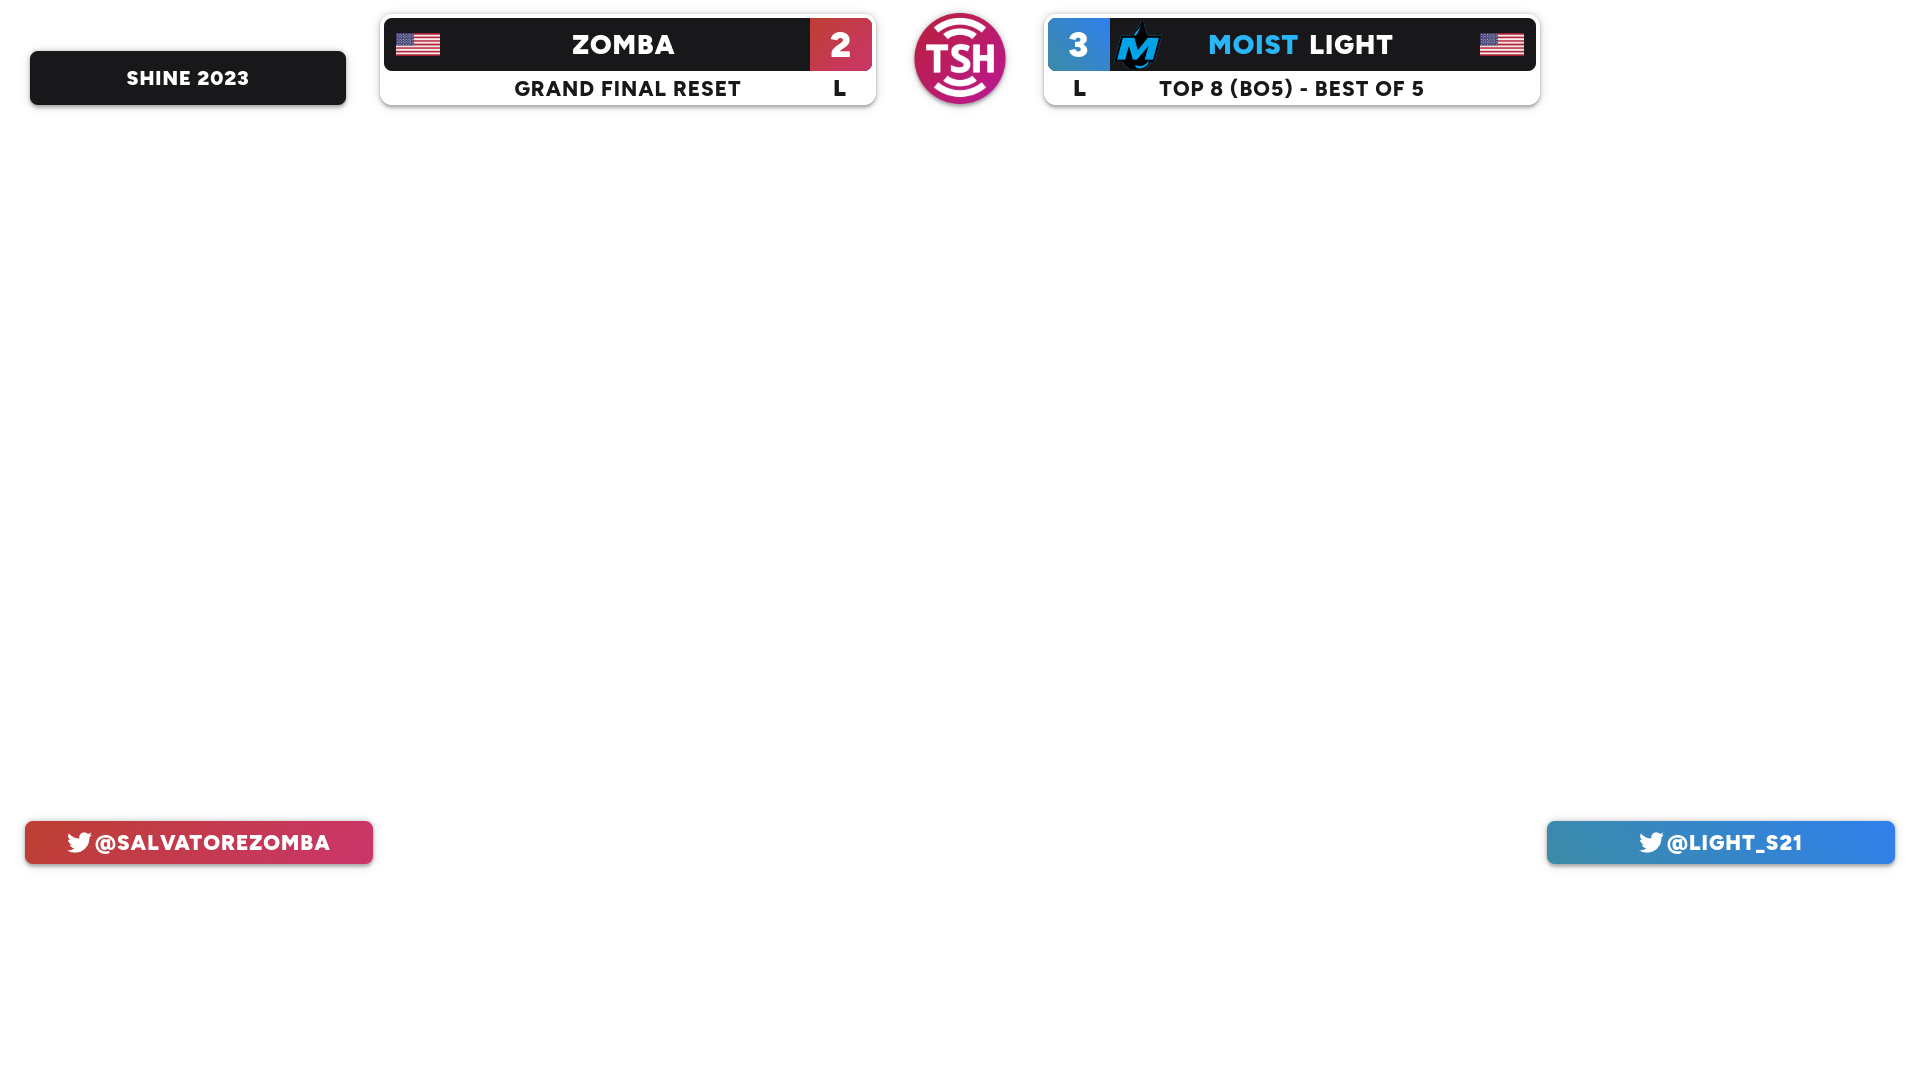 SHINE 2023
ZOMBA 2
GRAND FINAL RESET L
TSH
3 M MOIST LIGHT
L TOP 8 (BO5) - BEST OF 5
@SALVATOREZOMBA
@LIGHT_S21